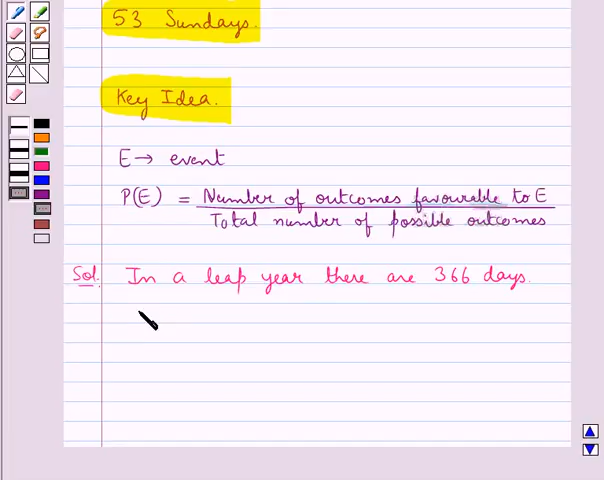 53 Sundays.
Key Idea.
E → event
P(E) = Number of outcomes favourable to E
Total number of possible outcomes
Sol. In a leap year there are 366 days.